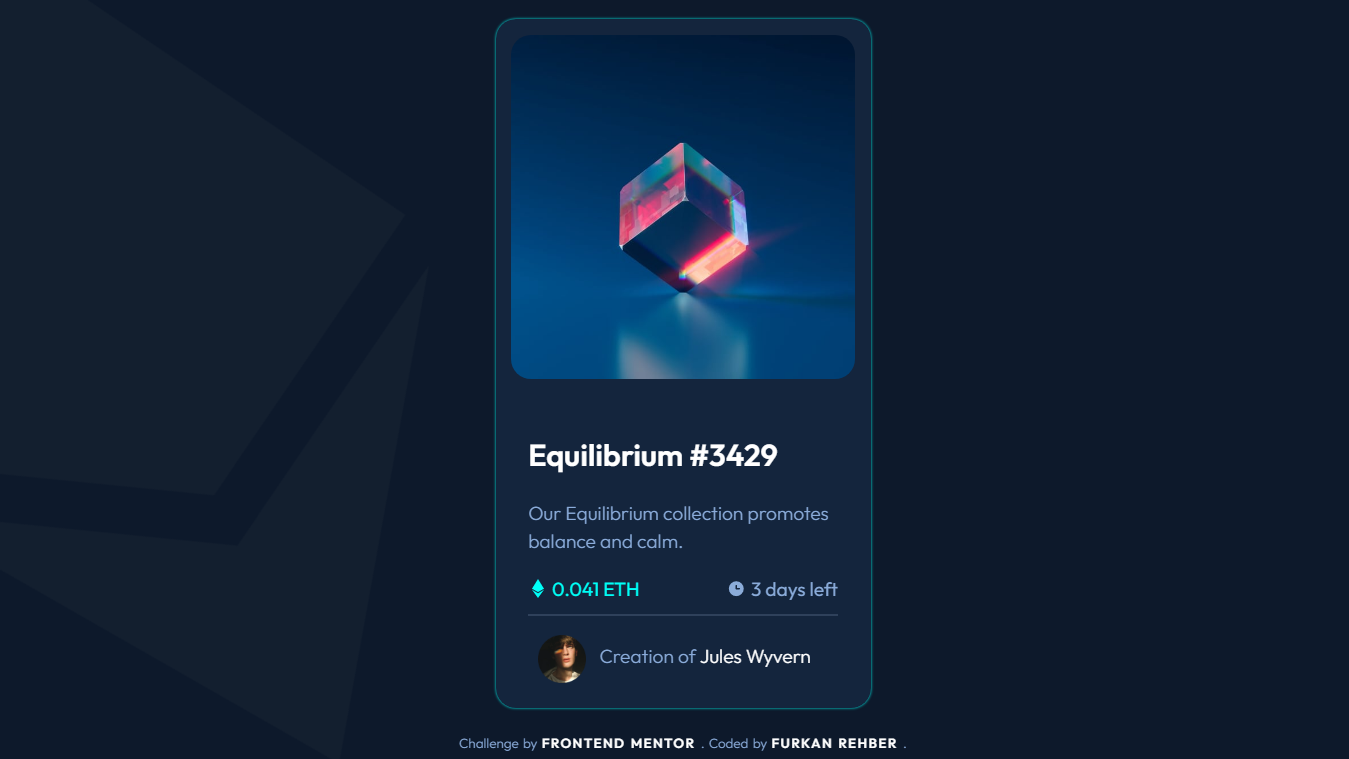 Equilibrium #3429
Our Equilibrium collection promotes
balance and calm.
0.041 ETH
3 days left
Creation of Jules Wyvern
Challenge by FRONTEND MENTOR . Coded by FURKAN REHBER .